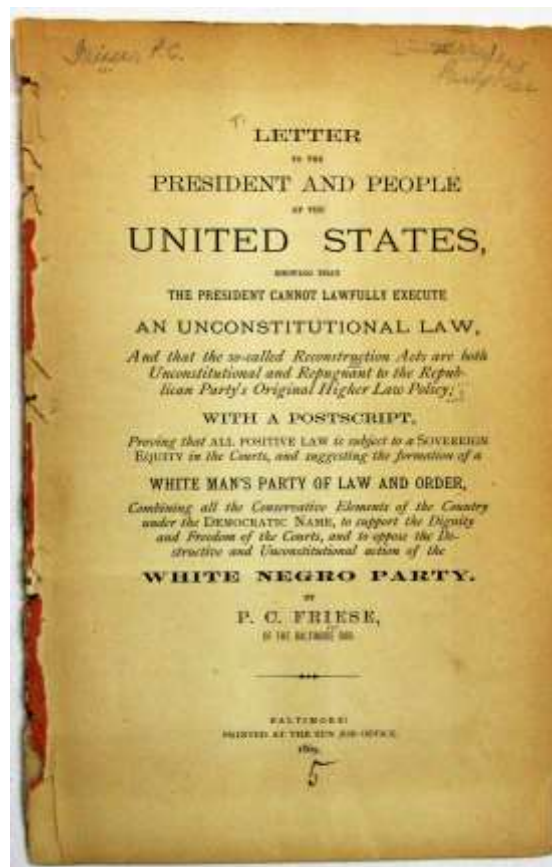 LETTER
TO THE
PRESIDENT AND PEOPLE
OF THE
UNITED STATES,
SHOWING THAT
THE PRESIDENT CANNOT LAWFULLY EXECUTE
AN UNCONSTITUTIONAL LAW,
And that the so-called Reconstruction Acts are both
Unconstitutional and Repugnant to the Repub-
lican Party's Original Higher Law Policy;
WITH A POSTSCRIPT,
Proving that ALL POSITIVE LAW is subject to a SOVEREIGN
EQUITY in the Courts, and suggesting the formation of a
WHITE MAN'S PARTY OF LAW AND ORDER,
Combining all the Conservative Elements of the Country
under the DEMOCRATIC NAME, to support the Dignity
and Freedom of the Courts, and to oppose the De-
structive and Unconstitutional action of the
WHITE NEGRO PARTY.
BY
P. C. FRIESE,
OF THE BALTIMORE BAR.
BALTIMORE:
PRINTED AT THE SUN JOB OFFICE.
1869.
5